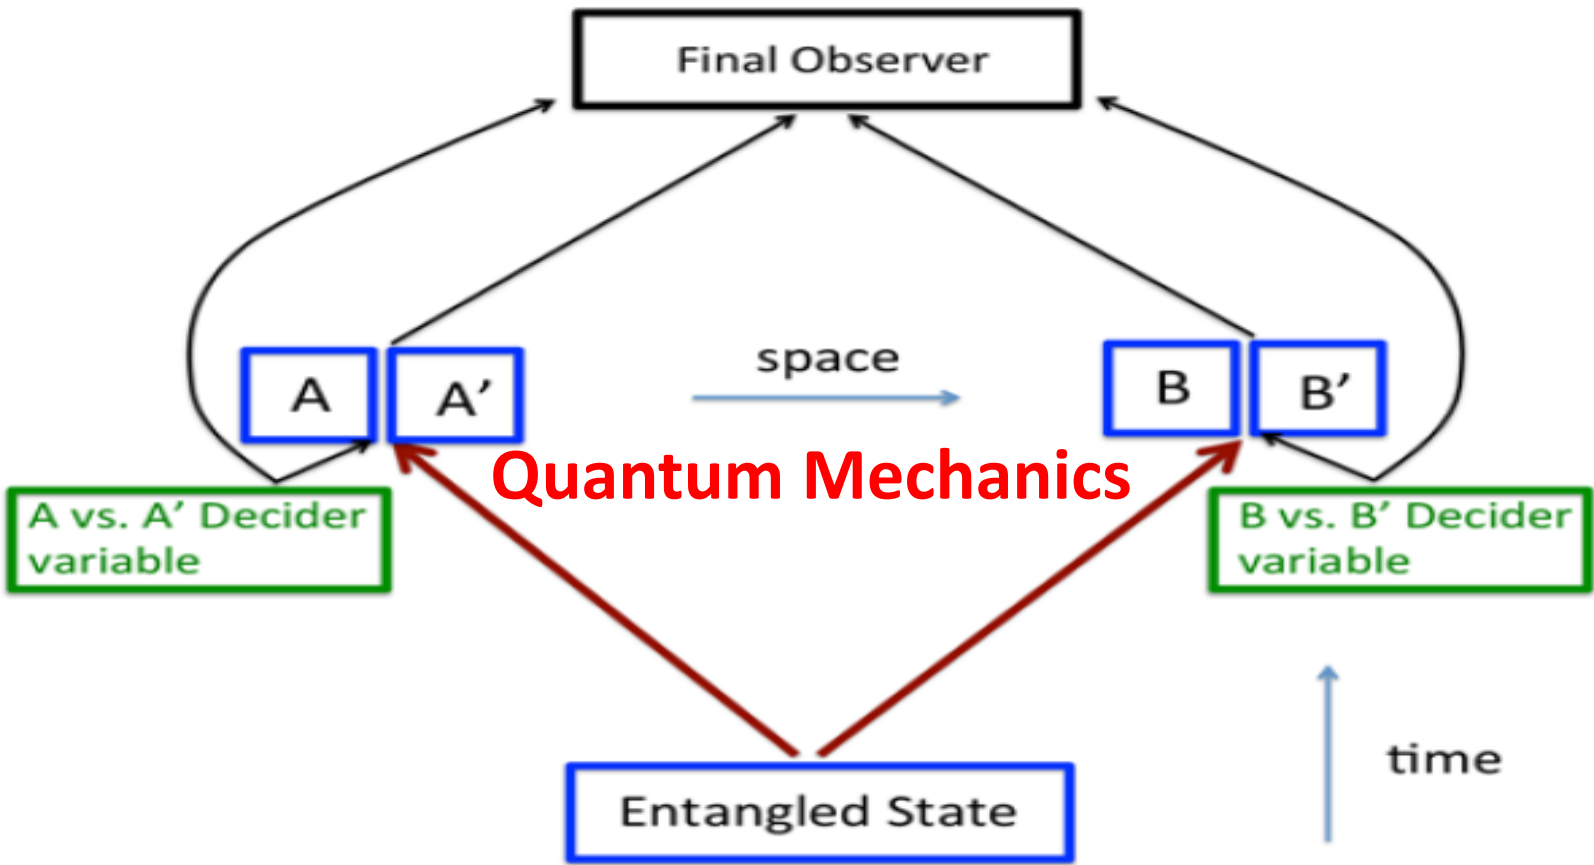 Final Observer
space
A
A’
B
B’
Quantum Mechanics
A vs. A’ Decider
variable
B vs. B’ Decider
variable
time
Entangled State